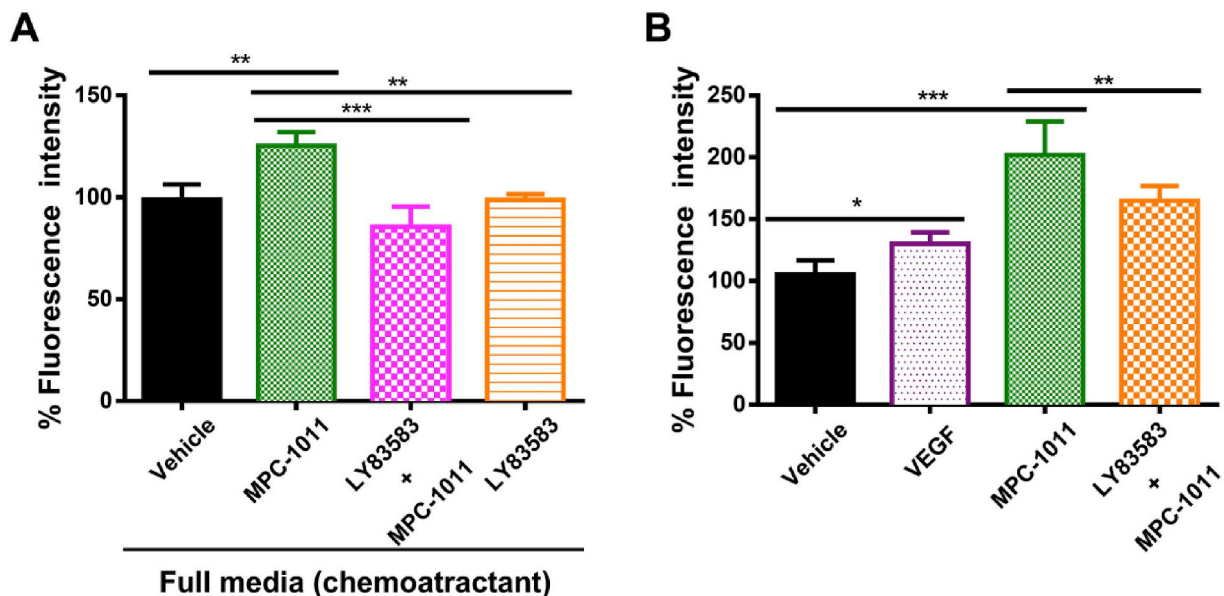 A
% Fluorescence intensity
150
100
50
0
**
**
***
Vehicle
MPC-1011
LY83583
+
MPC-1011
LY83583
Full media (chemoatractant)
B
% Fluorescence intensity
250
200
150
100
50
0
***
**
*
Vehicle
VEGF
MPC-1011
LY83583
+
MPC-1011